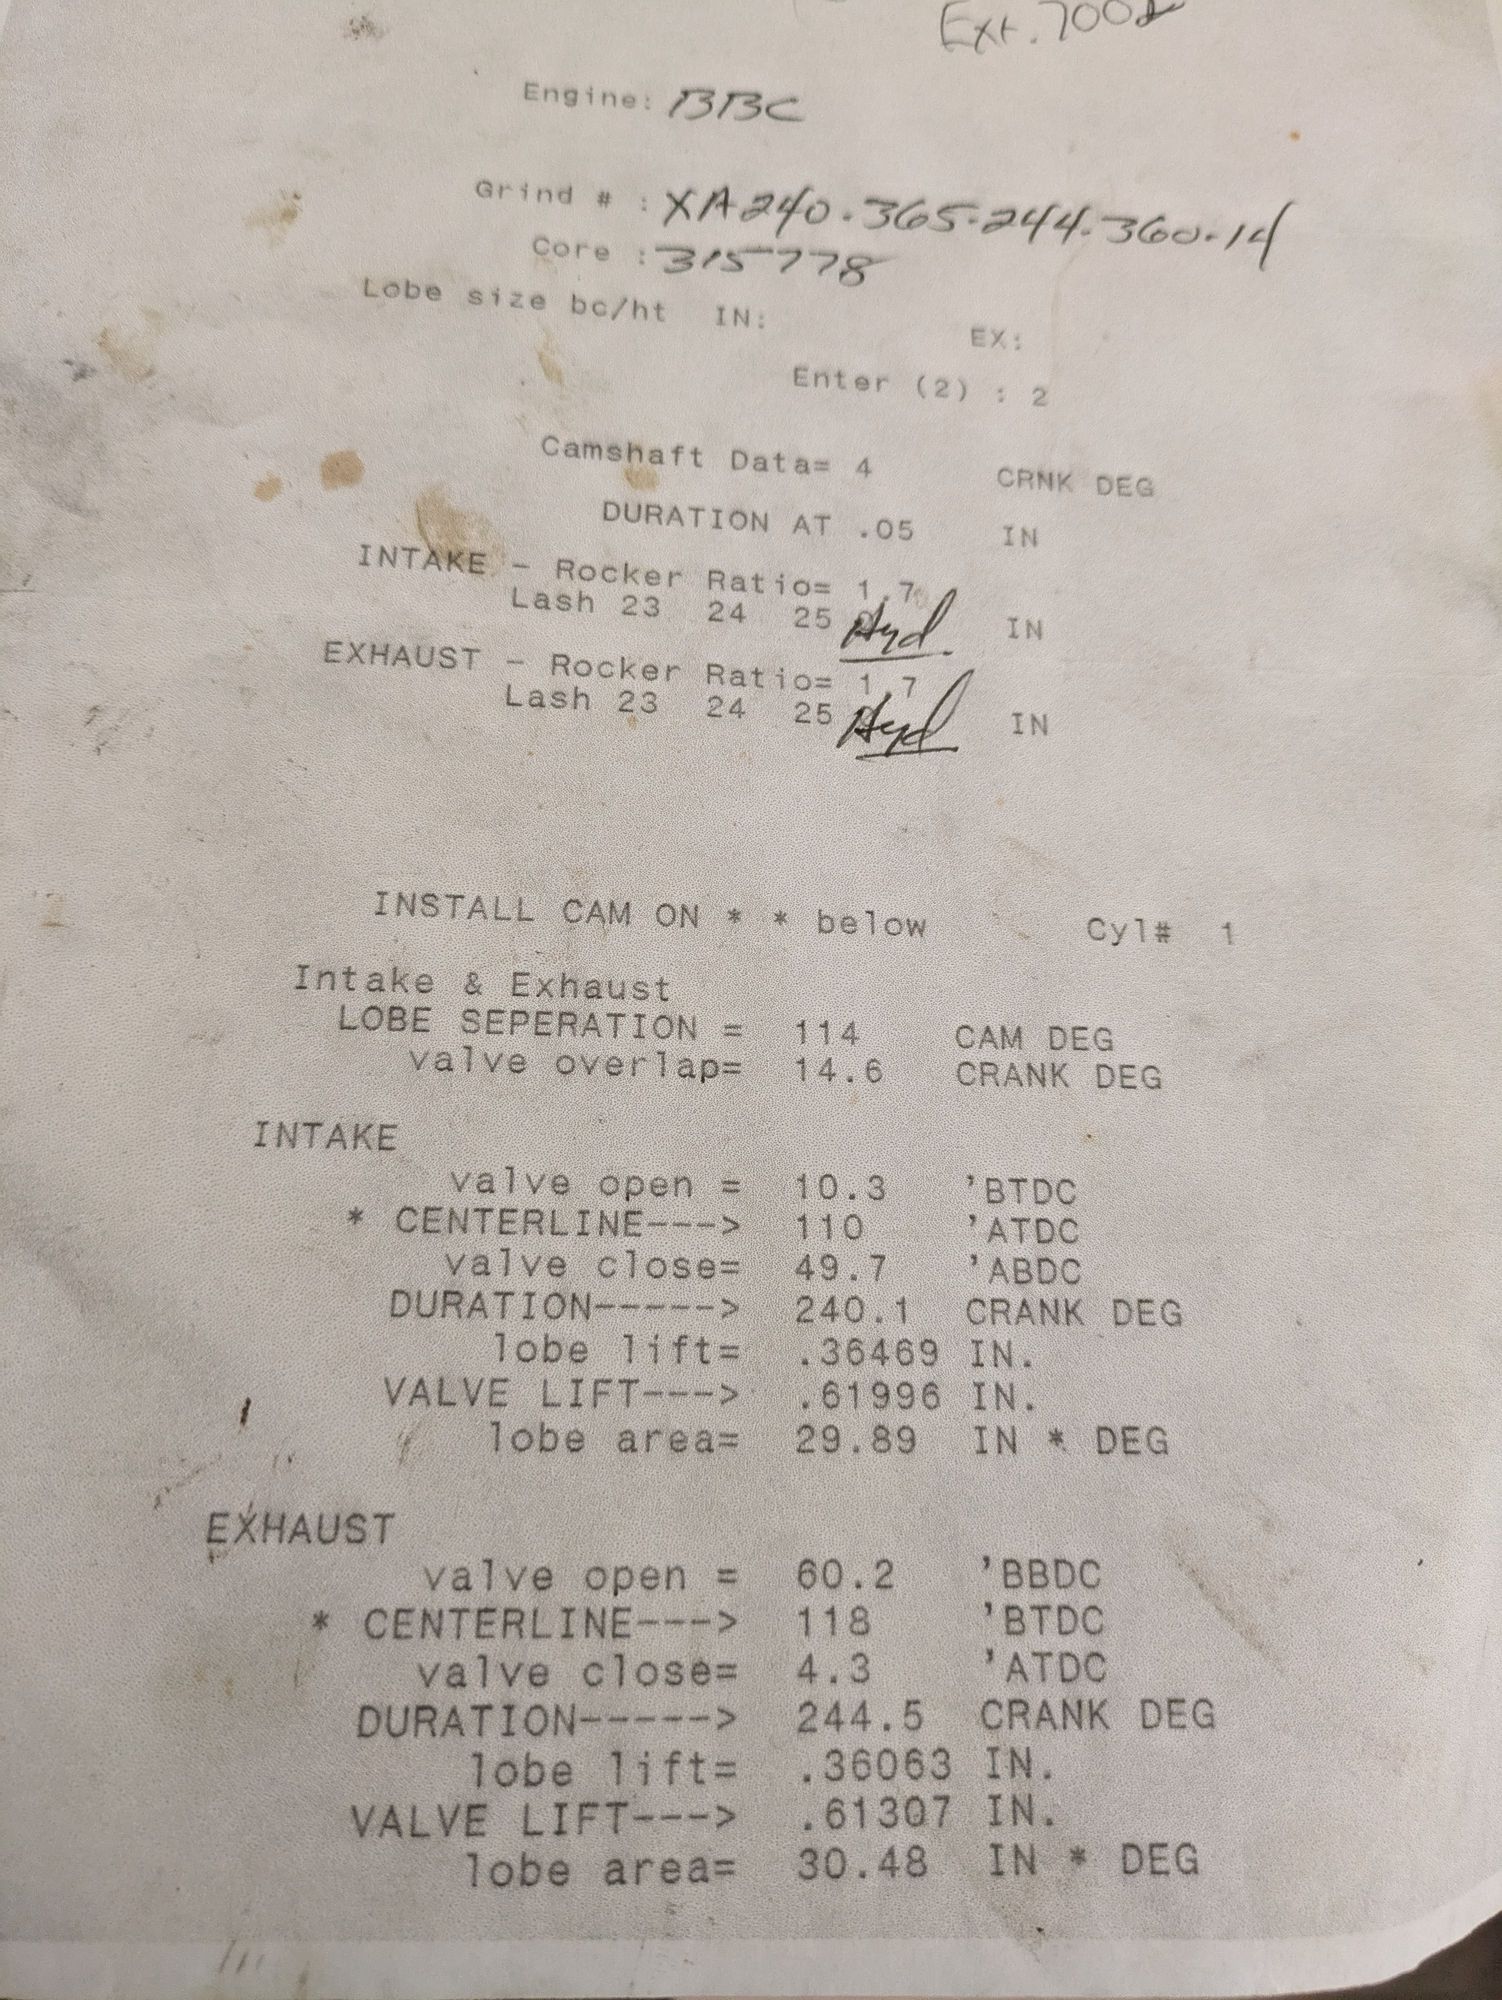 Ext. 7008
Engine: BBC
Grind # : XA240.365.244.360.14
Core : 315778
Lobe size bc/ht IN: EX:
Enter (2) : 2
Camshaft Data= 4 CRNK DEG
DURATION AT .05 IN
INTAKE - Rocker Ratio= 1.7
Lash 23 24 25 Hyd IN
EXHAUST - Rocker Ratio= 1.7
Lash 23 24 25 Hyd IN
INSTALL CAM ON * * below Cyl# 1
Intake & Exhaust
LOBE SEPERATION = 114 CAM DEG
valve overlap= 14.6 CRANK DEG
INTAKE
valve open = 10.3 'BTDC
* CENTERLINE---> 110 'ATDC
valve close= 49.7 'ABDC
DURATION-----> 240.1 CRANK DEG
lobe lift= .36469 IN.
VALVE LIFT---> .61996 IN.
lobe area= 29.89 IN * DEG
EXHAUST
valve open = 60.2 'BBDC
* CENTERLINE---> 118 'BTDC
valve close= 4.3 'ATDC
DURATION-----> 244.5 CRANK DEG
lobe lift= .36063 IN.
VALVE LIFT---> .61307 IN.
lobe area= 30.48 IN * DEG